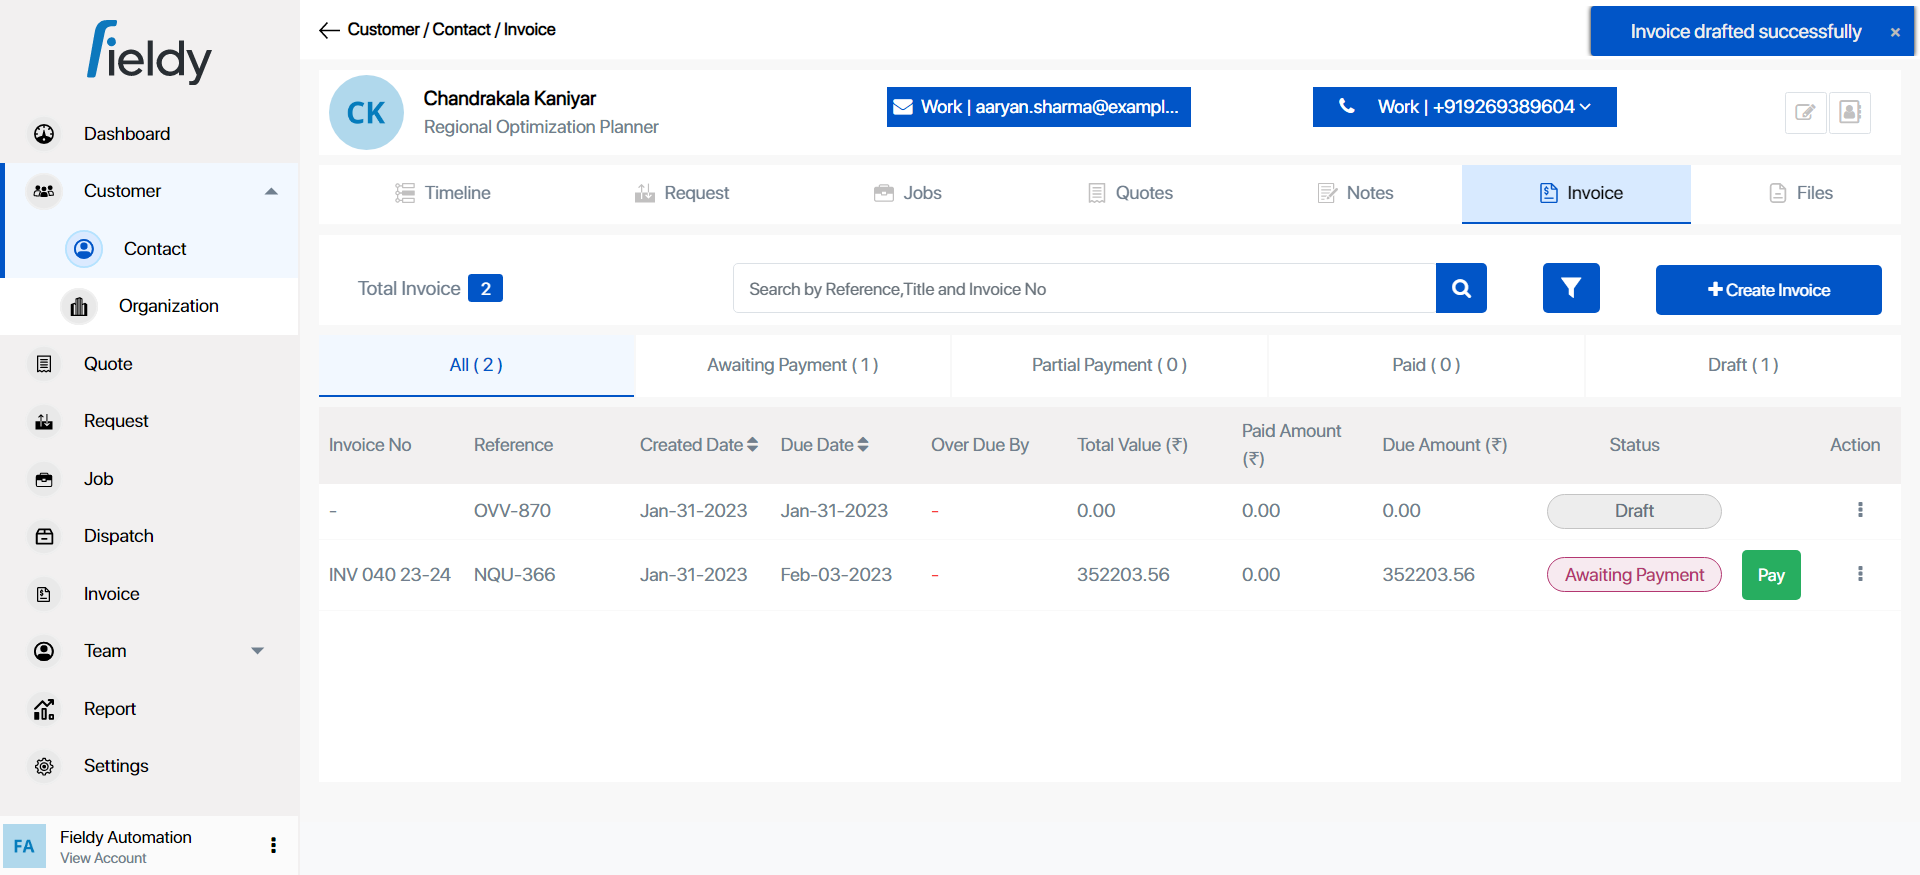 Fieldy
Dashboard
Customer
Contact
Organization
Quote
Request
Job
Dispatch
Invoice
Team
Report
Settings
FA
Fieldy Automation
View Account
Customer / Contact / Invoice
Invoice drafted successfully ×
CK
Chandrakala Kaniyar
Regional Optimization Planner
Work | aaryan.sharma@exampl...
Work | +919269389604
Timeline
Request
Jobs
Quotes
Notes
Invoice
Files
Total Invoice 2
Search by Reference,Title and Invoice No
+ Create Invoice
All ( 2 )
Awaiting Payment ( 1 )
Partial Payment ( 0 )
Paid ( 0 )
Draft ( 1 )
Invoice No Reference Created Date Due Date Over Due By Total Value (₹) Paid Amount (₹) Due Amount (₹) Status Action
- OVV-870 Jan-31-2023 Jan-31-2023 - 0.00 0.00 0.00 Draft
INV 040 23-24 NQU-366 Jan-31-2023 Feb-03-2023 - 352203.56 0.00 352203.56 Awaiting Payment Pay